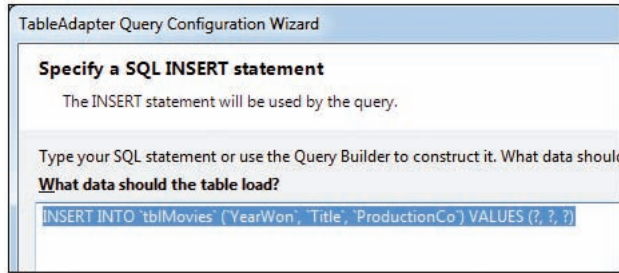 TableAdapter Query Configuration Wizard
Specify a SQL INSERT statement
The INSERT statement will be used by the query.
Type your SQL statement or use the Query Builder to construct it. What data should
What data should the table load?
INSERT INTO `tblMovies` (`YearWon`, `Title`, `ProductionCo`) VALUES (?, ?, ?)